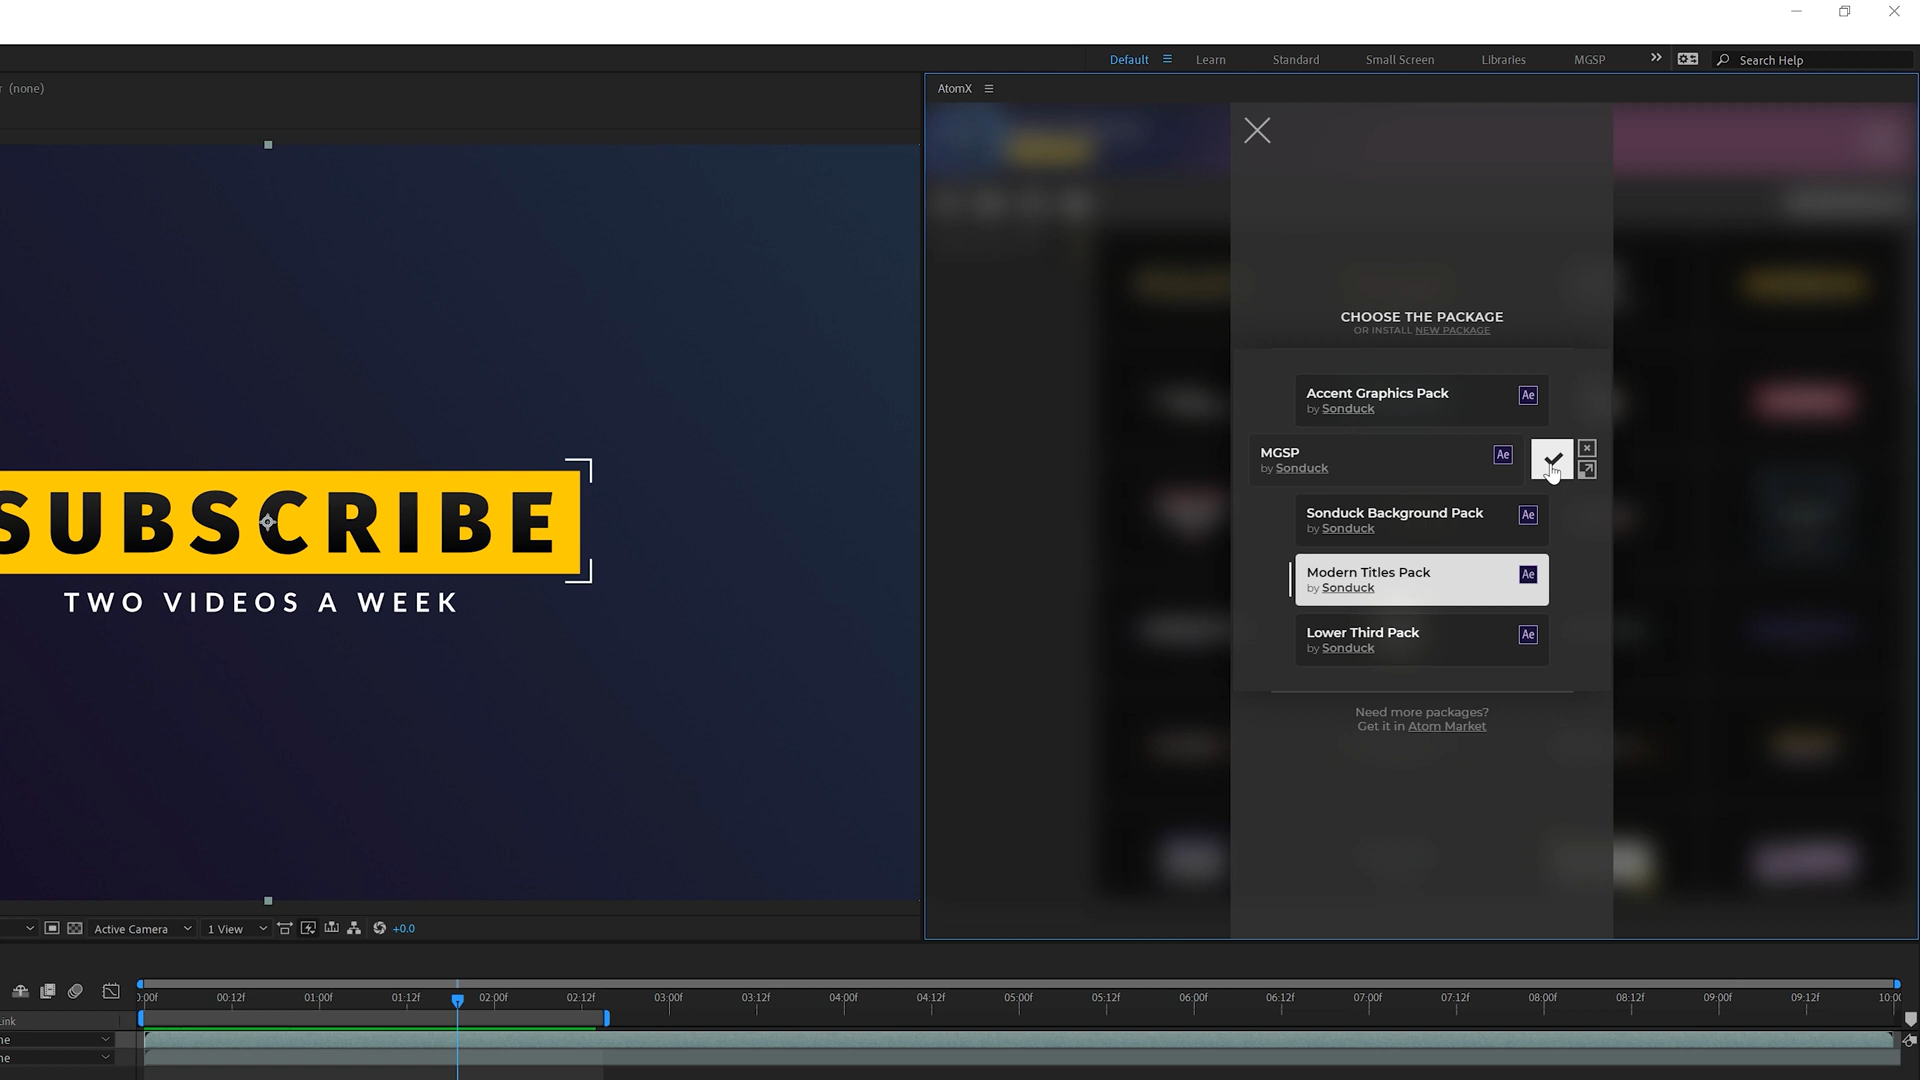 Default
Learn
Standard
Small Screen
Libraries
MGSP
Search Help
(none)
AtomX
CHOOSE THE PACKAGE
OR INSTALL NEW PACKAGE
Accent Graphics Pack
Ae
by Sonduck
MGSP
Ae
by Sonduck
Sonduck Background Pack
Ae
by Sonduck
Modern Titles Pack
Ae
by Sonduck
Lower Third Pack
Ae
by Sonduck
Need more packages?
Get it in Atom Market
SUBSCRIBE
TWO VIDEOS A WEEK
Active Camera
1 View
+0.0
0:00f 00:12f 01:00f 01:12f 02:00f 02:12f 03:00f 03:12f 04:00f 04:12f 05:00f 05:12f 06:00f 06:12f 07:00f 07:12f 08:00f 08:12f 09:00f 09:12f 10:00
ink
ne
ne